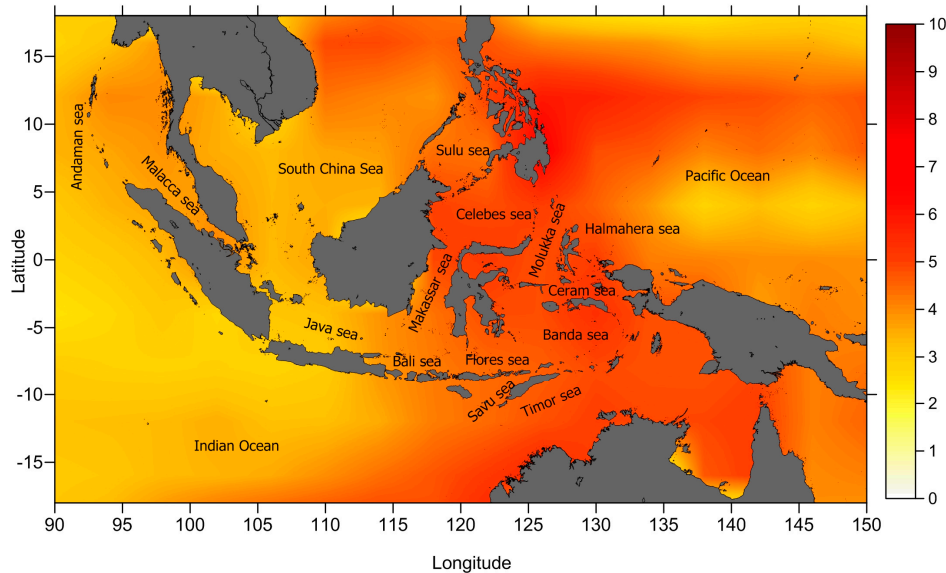 10
9
8
7
6
5
4
3
2
1
0
15
10
5
0
-5
-10
-15
Latitude
Andaman sea
Malacca sea
South China Sea
Sulu sea
Pacific Ocean
Celebes sea
Molukka sea
Halmahera sea
Makassar sea
Ceram sea
Java sea
Banda sea
Bali sea
Flores sea
Savu sea
Timor sea
Indian Ocean
90 95 100 105 110 115 120 125 130 135 140 145 150
Longitude